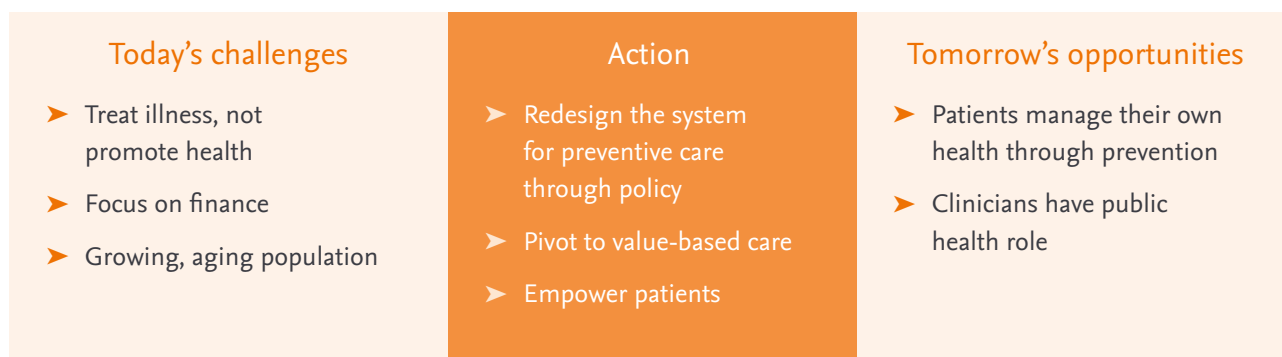 Today’s challenges
➤ Treat illness, not
promote health
➤ Focus on finance
➤ Growing, aging population
Action
➤ Redesign the system
for preventive care
through policy
➤ Pivot to value-based care
➤ Empower patients
Tomorrow’s opportunities
➤ Patients manage their own
health through prevention
➤ Clinicians have public
health role